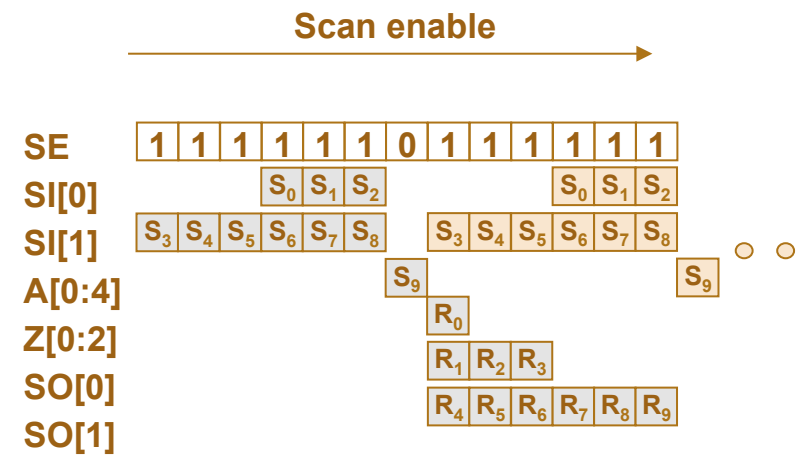 Scan enable
SE 1 1 1 1 1 1 0 1 1 1 1 1 1
SI[0] S₀ S₁ S₂ S₀ S₁ S₂
SI[1] S₃ S₄ S₅ S₆ S₇ S₈ S₃ S₄ S₅ S₆ S₇ S₈
A[0:4] S₉ S₉
Z[0:2] R₀
SO[0] R₁ R₂ R₃
SO[1] R₄ R₅ R₆ R₇ R₈ R₉